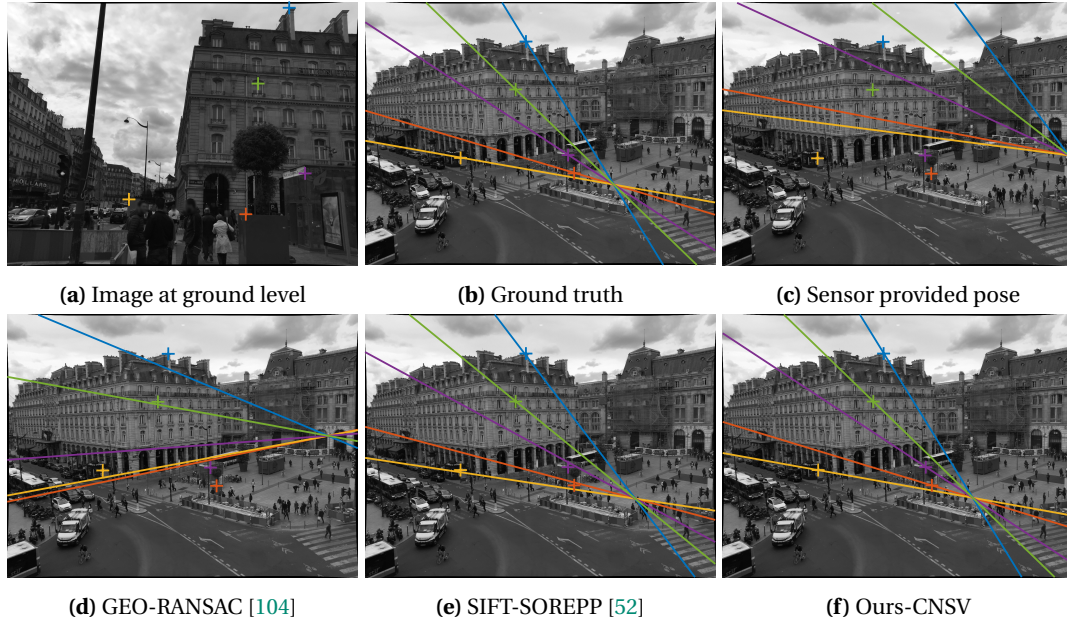 (a) Image at ground level
(b) Ground truth
(c) Sensor provided pose
(d) GEO-RANSAC [104]
(e) SIFT-SOREPP [52]
(f) Ours-CNSV